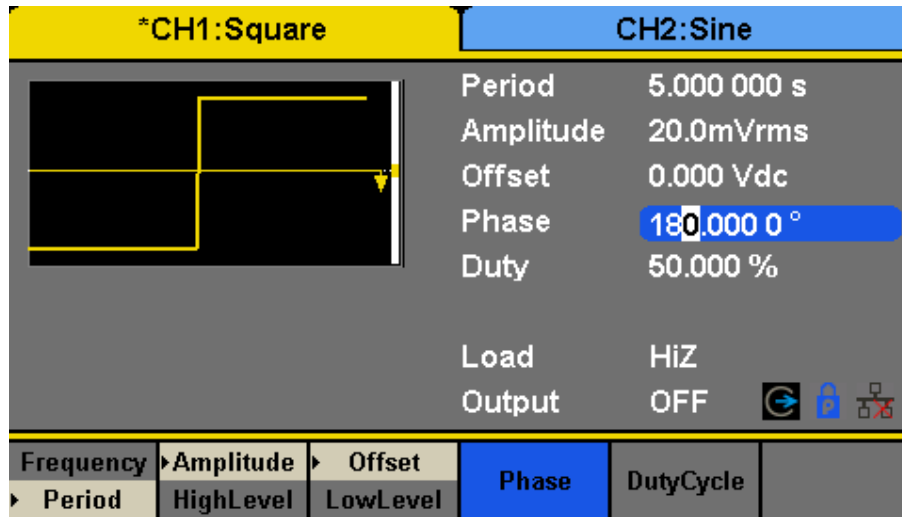 *CH1:Square CH2:Sine
Period 5.000 000 s
Amplitude 20.0mVrms
Offset 0.000 Vdc
Phase 180.000 0 °
Duty 50.000 %
Load HiZ
Output OFF P
Frequency Amplitude Offset Phase DutyCycle
Period HighLevel LowLevel